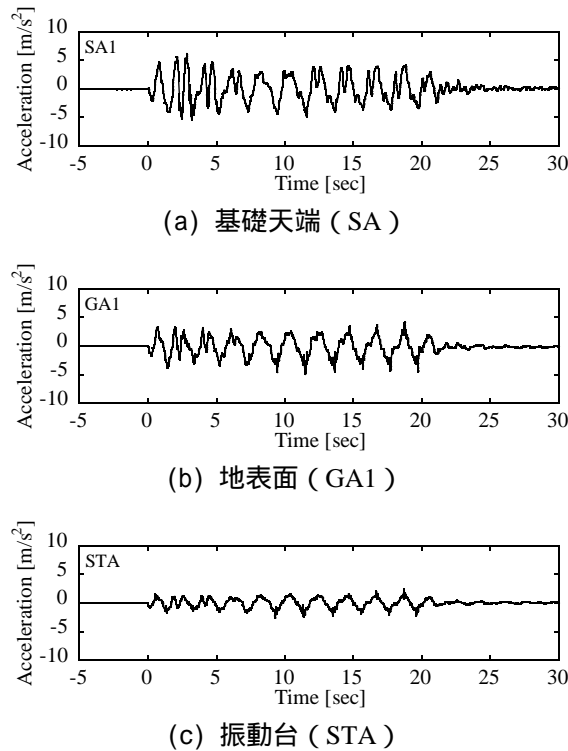 Acceleration [m/s²]
10
5
0
-5
-10
SA1
-5 0 5 10 15 20 25 30
Time [sec]
(a) 基礎天端（SA）
Acceleration [m/s²]
10
5
0
-5
-10
GA1
-5 0 5 10 15 20 25 30
Time [sec]
(b) 地表面（GA1）
Acceleration [m/s²]
10
5
0
-5
-10
STA
-5 0 5 10 15 20 25 30
Time [sec]
(c) 振動台（STA）